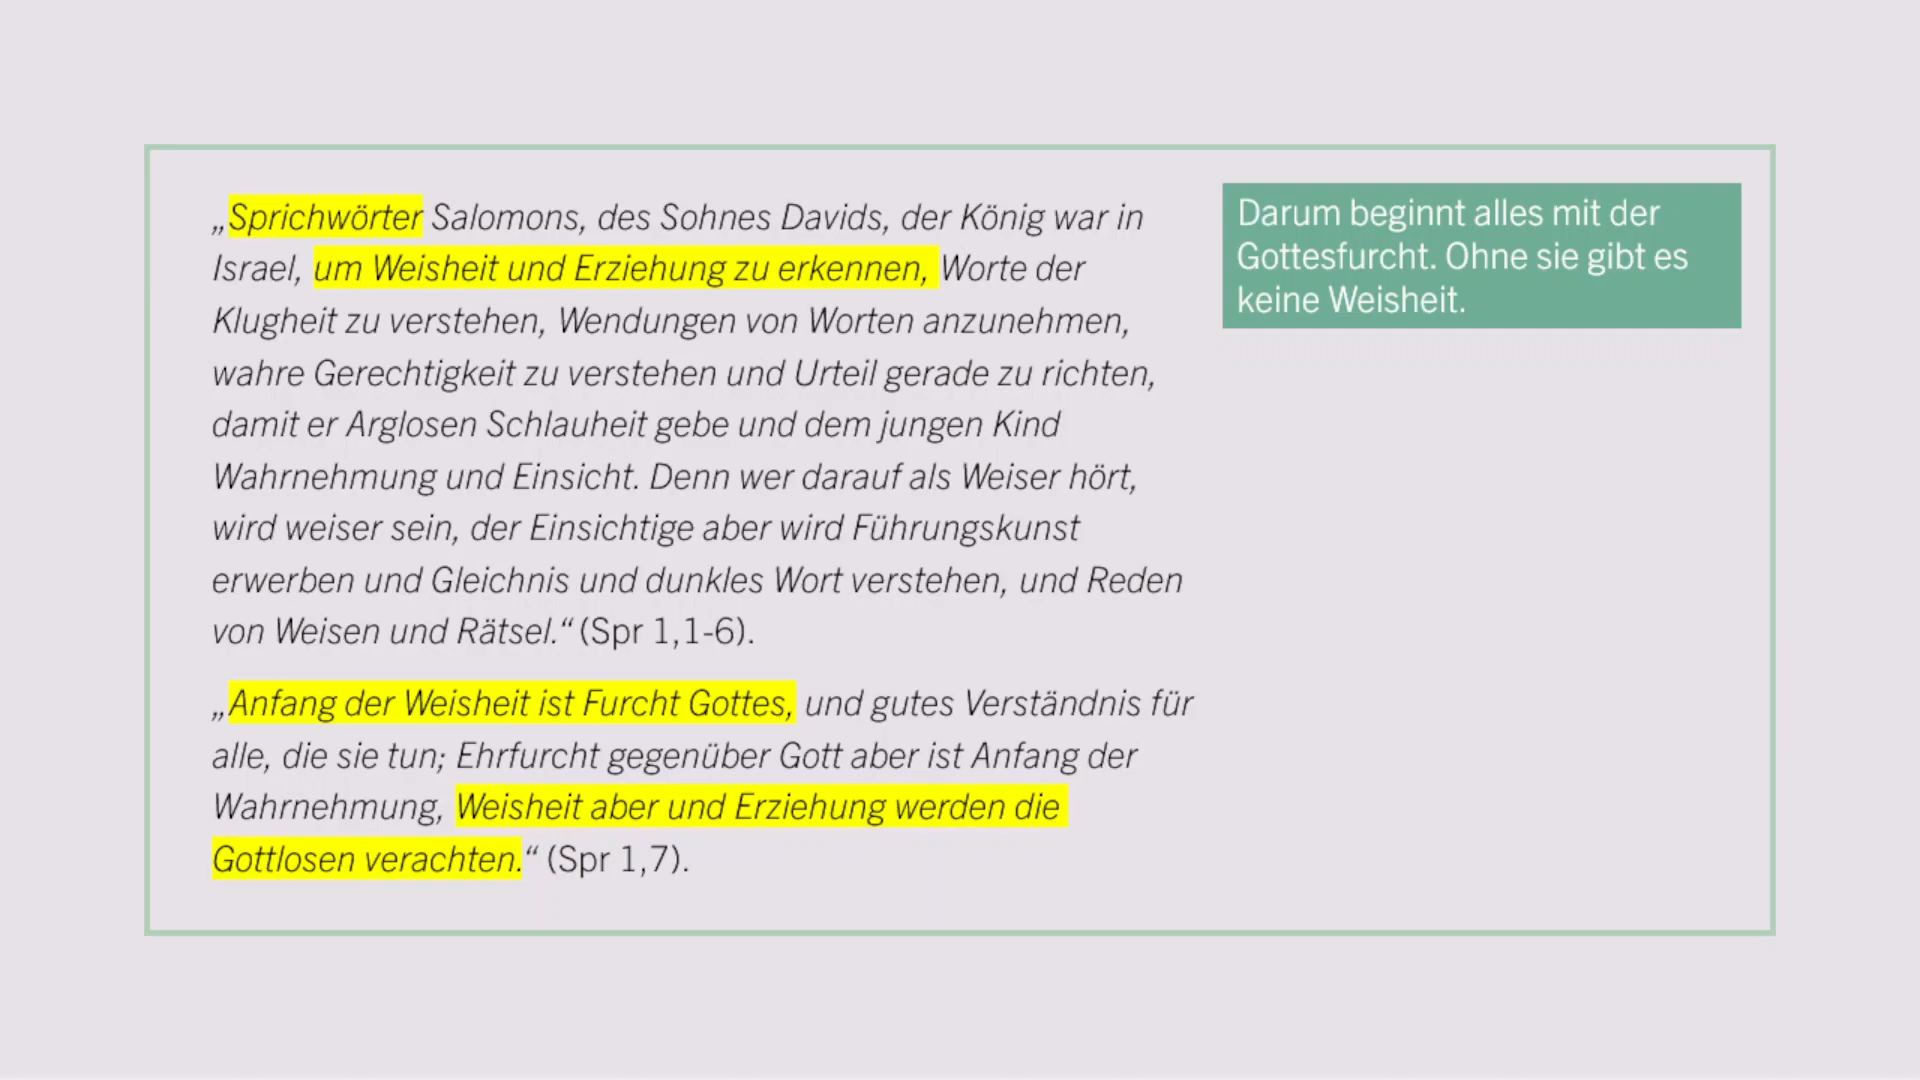 „Sprichwörter Salomons, des Sohnes Davids, der König war in
Israel, um Weisheit und Erziehung zu erkennen, Worte der
Klugheit zu verstehen, Wendungen von Worten anzunehmen,
wahre Gerechtigkeit zu verstehen und Urteil gerade zu richten,
damit er Arglosen Schlauheit gebe und dem jungen Kind
Wahrnehmung und Einsicht. Denn wer darauf als Weiser hört,
wird weiser sein, der Einsichtige aber wird Führungskunst
erwerben und Gleichnis und dunkles Wort verstehen, und Reden
von Weisen und Rätsel.“ (Spr 1,1-6).
„Anfang der Weisheit ist Furcht Gottes, und gutes Verständnis für
alle, die sie tun; Ehrfurcht gegenüber Gott aber ist Anfang der
Wahrnehmung, Weisheit aber und Erziehung werden die
Gottlosen verachten.“ (Spr 1,7).
Darum beginnt alles mit der
Gottesfurcht. Ohne sie gibt es
keine Weisheit.